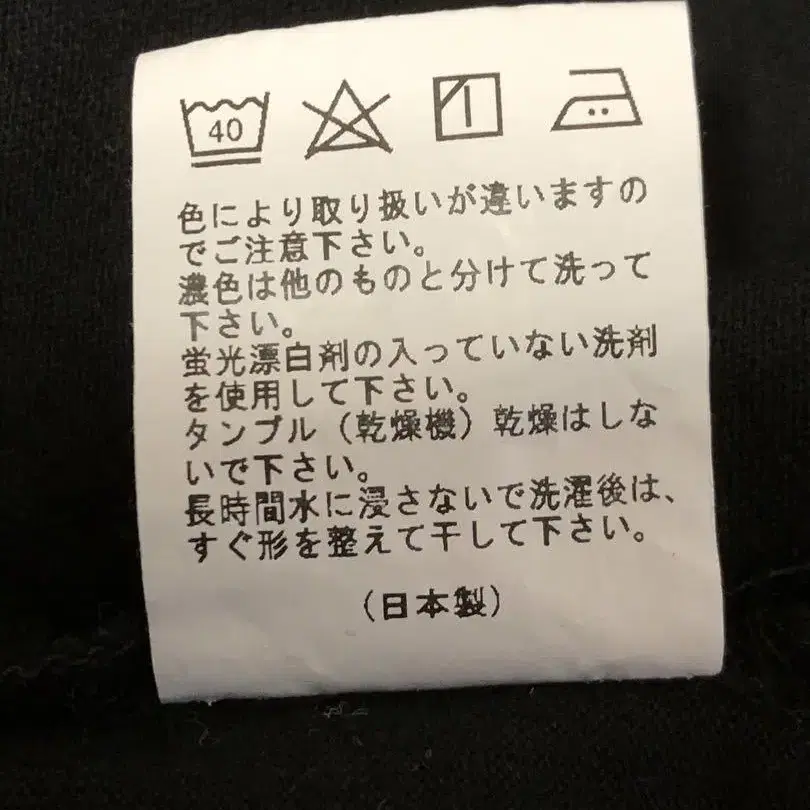 40
色により取り扱いが違いますの
でご注意下さい。
濃色は他のものと分けて洗って
下さい。
蛍光漂白剤の入っていない洗剤
を使用して下さい。
タンブル（乾燥機）乾燥はしな
いで下さい。
長時間水に浸さないで洗濯後は、
すぐ形を整えて干して下さい。
（日本製）